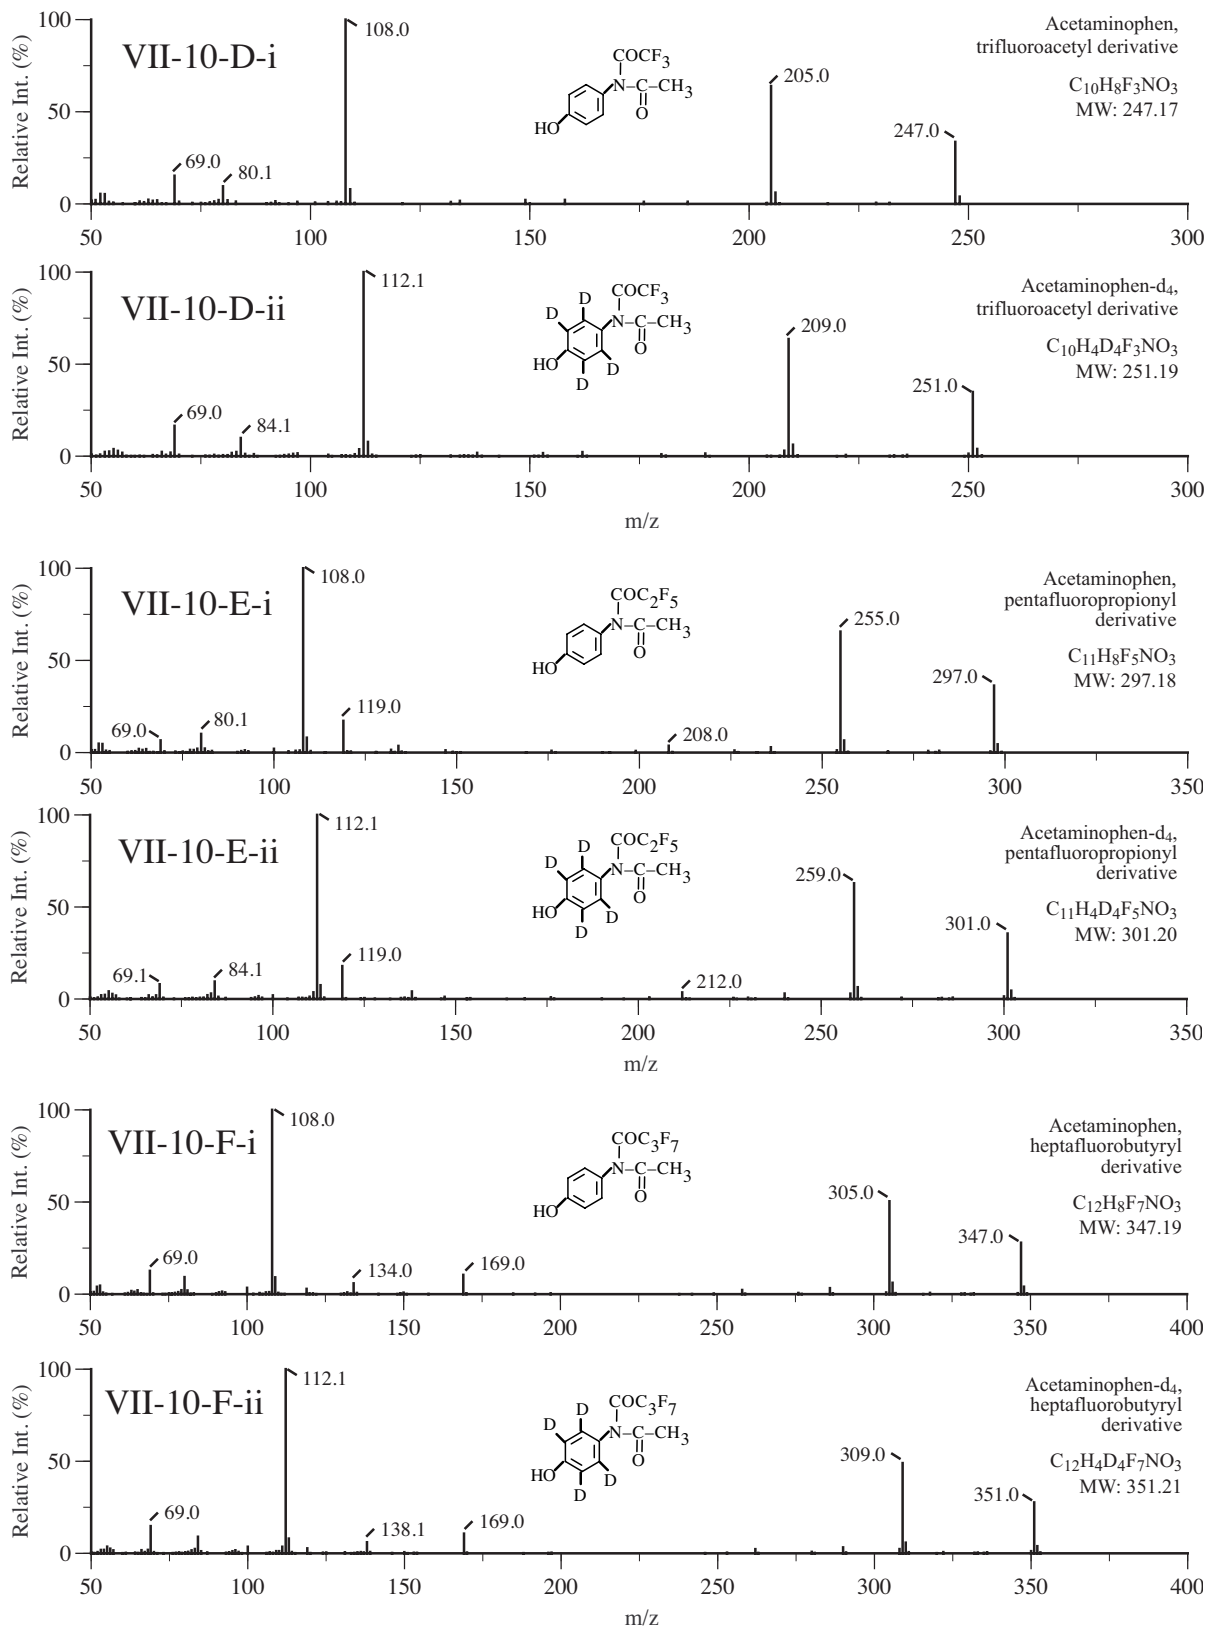 Relative Int. (%)
100
50
0
VII-10-D-i
108.0
69.0
80.1
205.0
247.0
COCF3
N–C–CH3
O
HO
Acetaminophen,
trifluoroacetyl derivative
C10H8F3NO3
MW: 247.17
50 100 150 200 250 300
Relative Int. (%)
100
50
0
VII-10-D-ii
112.1
69.0
84.1
209.0
251.0
COCF3
D D
N–C–CH3
O
HO D
D
Acetaminophen-d4,
trifluoroacetyl derivative
C10H4D4F3NO3
MW: 251.19
50 100 150 200 250 300
m/z
Relative Int. (%)
100
50
0
VII-10-E-i
108.0
69.0
80.1
119.0
208.0
255.0
297.0
COC2F5
N–C–CH3
O
HO
Acetaminophen,
pentafluoropropionyl
derivative
C11H8F5NO3
MW: 297.18
50 100 150 200 250 300 350
Relative Int. (%)
100
50
0
VII-10-E-ii
112.1
69.1
84.1
119.0
212.0
259.0
301.0
COC2F5
D D
N–C–CH3
O
HO D
D
Acetaminophen-d4,
pentafluoropropionyl
derivative
C11H4D4F5NO3
MW: 301.20
50 100 150 200 250 300 350
m/z
Relative Int. (%)
100
50
0
VII-10-F-i
108.0
69.0
134.0
169.0
305.0
347.0
COC3F7
N–C–CH3
O
HO
Acetaminophen,
heptafluorobutyryl
derivative
C12H8F7NO3
MW: 347.19
50 100 150 200 250 300 350 400
Relative Int. (%)
100
50
0
VII-10-F-ii
112.1
69.0
138.1
169.0
309.0
351.0
COC3F7
D D
N–C–CH3
O
HO D
D
Acetaminophen-d4,
heptafluorobutyryl
derivative
C12H4D4F7NO3
MW: 351.21
50 100 150 200 250 300 350 400
m/z